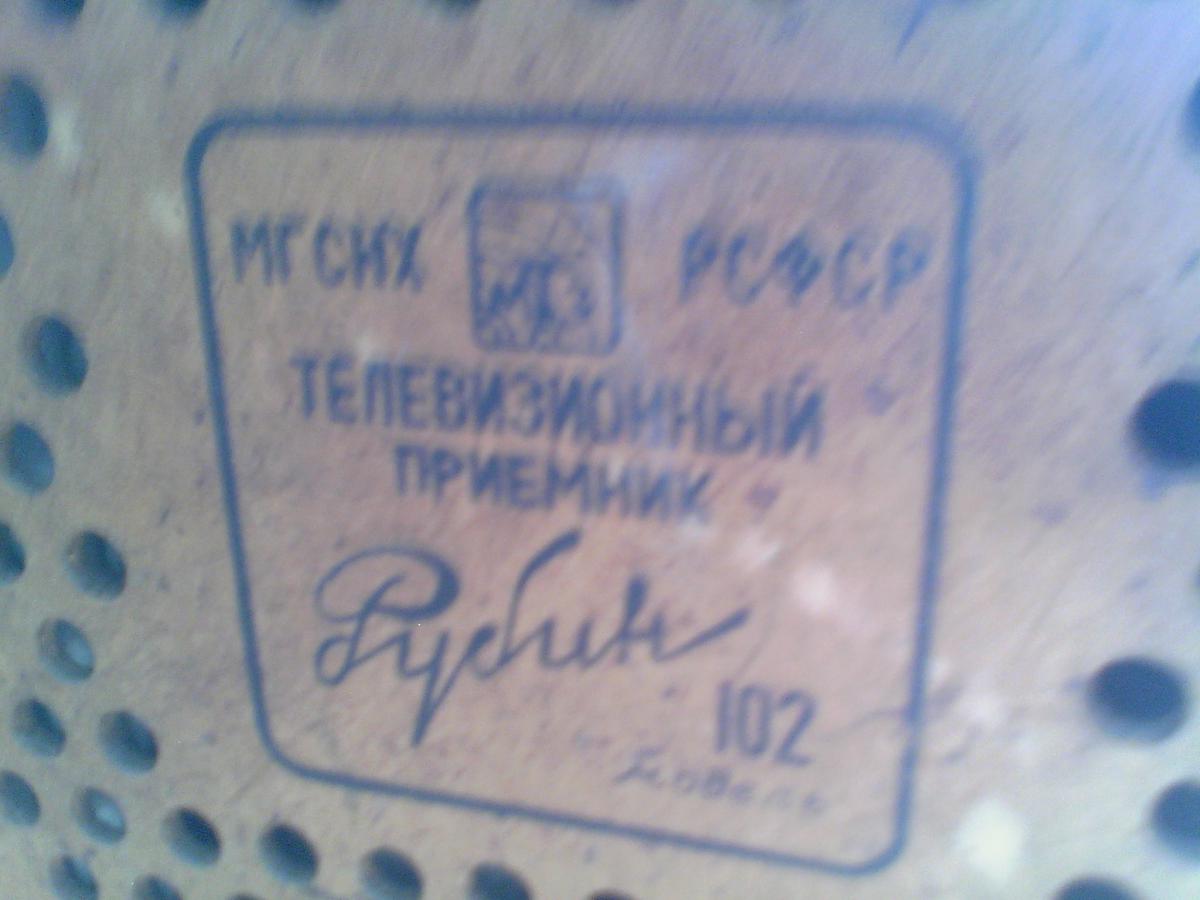 МГСНХ РСФСР
ТЕЛЕВИЗИОННЫЙ
ПРИЕМНИК
Рубин
102